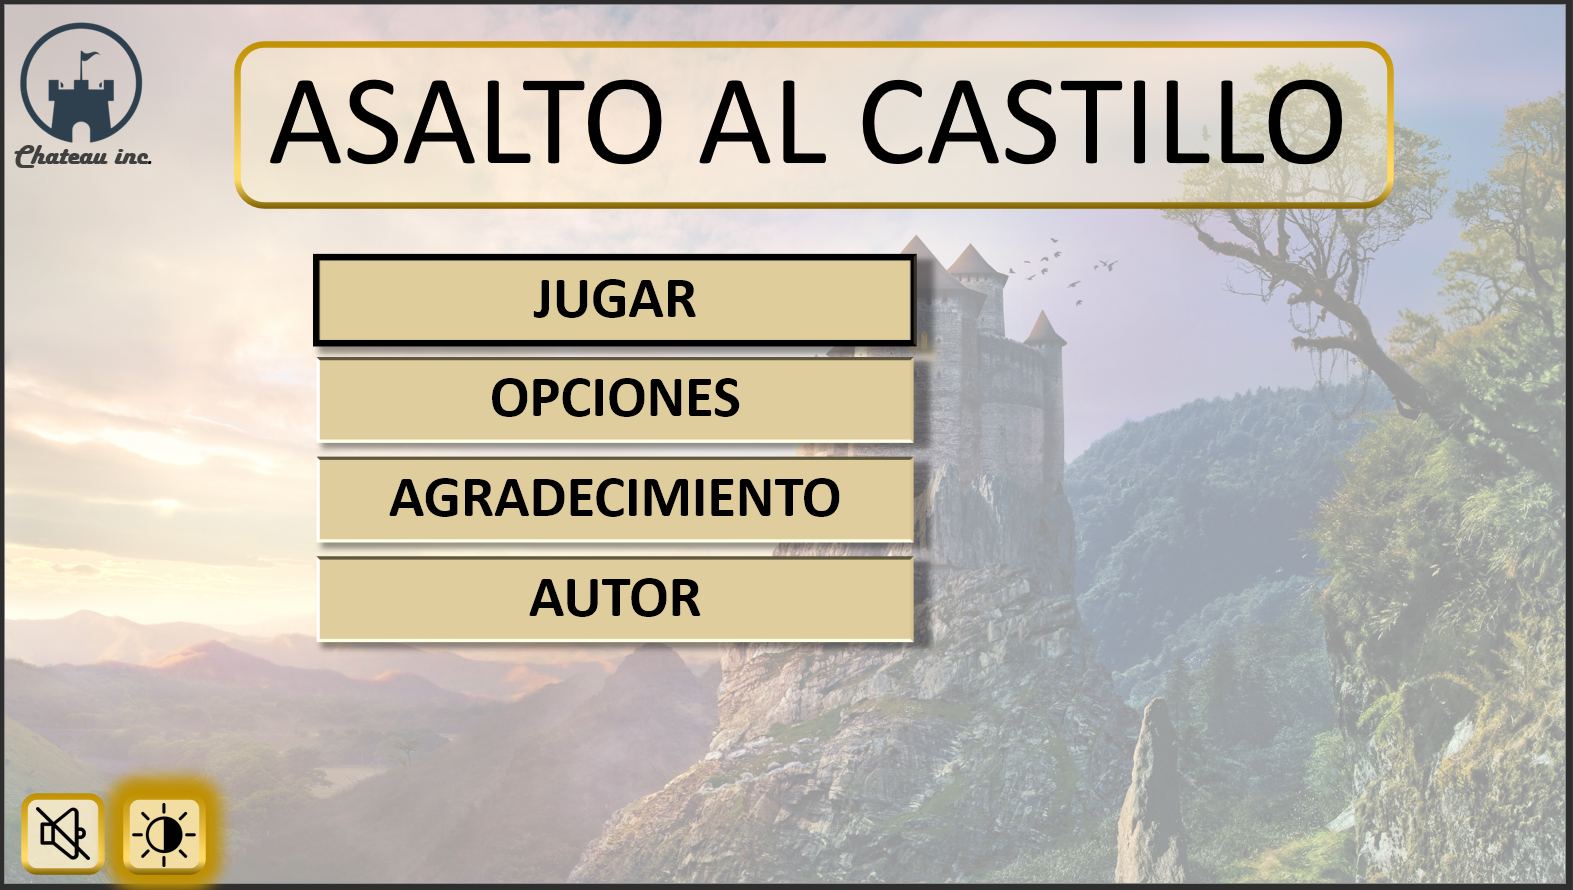 Chateau inc.
ASALTO AL CASTILLO
JUGAR
OPCIONES
AGRADECIMIENTO
AUTOR